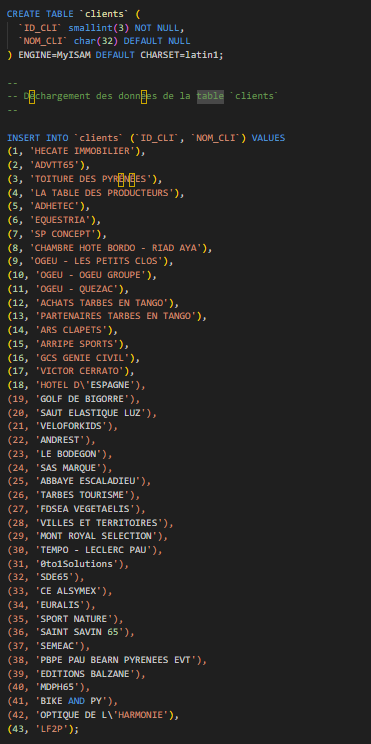 CREATE TABLE `clients` (
  `ID_CLI` smallint(3) NOT NULL,
  `NOM_CLI` char(32) DEFAULT NULL
) ENGINE=MyISAM DEFAULT CHARSET=latin1;
--
-- Déchargement des données de la table `clients`
--
INSERT INTO `clients` (`ID_CLI`, `NOM_CLI`) VALUES
(1, 'HECATE IMMOBILIER'),
(2, 'ADVTT65'),
(3, 'TOITURE DES PYRÉNÉES'),
(4, 'LA TABLE DES PRODUCTEURS'),
(5, 'ADHETEC'),
(6, 'EQUESTRIA'),
(7, 'SP CONCEPT'),
(8, 'CHAMBRE HOTE BORDO - RIAD AYA'),
(9, 'OGEU - LES PETITS CLOS'),
(10, 'OGEU - OGEU GROUPE'),
(11, 'OGEU - QUEZAC'),
(12, 'ACHATS TARBES EN TANGO'),
(13, 'PARTENAIRES TARBES EN TANGO'),
(14, 'ARS CLAPETS'),
(15, 'ARRIPE SPORTS'),
(16, 'GCS GENIE CIVIL'),
(17, 'VICTOR CERRATO'),
(18, 'HOTEL D\'ESPAGNE'),
(19, 'GOLF DE BIGORRE'),
(20, 'SAUT ELASTIQUE LUZ'),
(21, 'VELOFORKIDS'),
(22, 'ANDREST'),
(23, 'LE BODEGON'),
(24, 'SAS MARQUE'),
(25, 'ABBAYE ESCALADIEU'),
(26, 'TARBES TOURISME'),
(27, 'FDSEA VEGETAELIS'),
(28, 'VILLES ET TERRITOIRES'),
(29, 'MONT ROYAL SELECTION'),
(30, 'TEMPO - LECLERC PAU'),
(31, '0to1Solutions'),
(32, 'SDE65'),
(33, 'CE ALSYMEX'),
(34, 'EURALIS'),
(35, 'SPORT NATURE'),
(36, 'SAINT SAVIN 65'),
(37, 'SEMEAC'),
(38, 'PBPE PAU BEARN PYRENEES EVT'),
(39, 'EDITIONS BALZANE'),
(40, 'MDPH65'),
(41, 'BIKE AND PY'),
(42, 'OPTIQUE DE L\'HARMONIE'),
(43, 'LF2P');